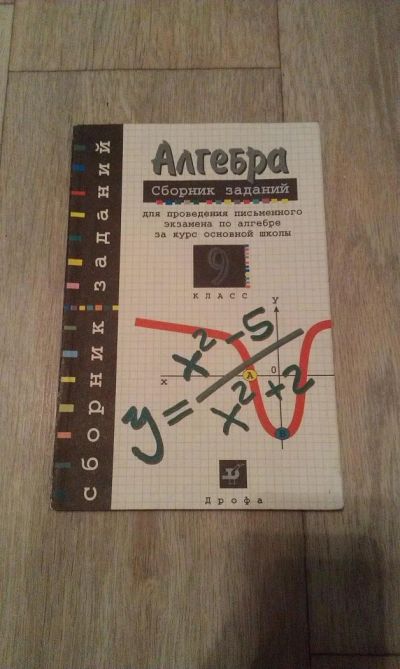 сборник заданий
Алгебра
Сборник заданий
для проведения письменного
экзамена по алгебре
за курс основной школы
9
КЛАСС
y
x
0
A
B
y = x² - 5 / x² + 2
Дрофа